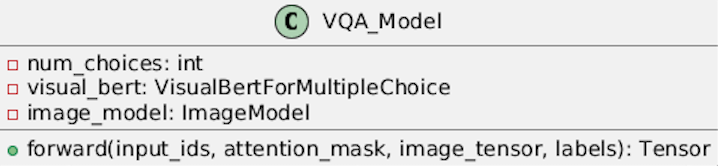 C VQA_Model
num_choices: int
visual_bert: VisualBertForMultipleChoice
image_model: ImageModel
forward(input_ids, attention_mask, image_tensor, labels): Tensor